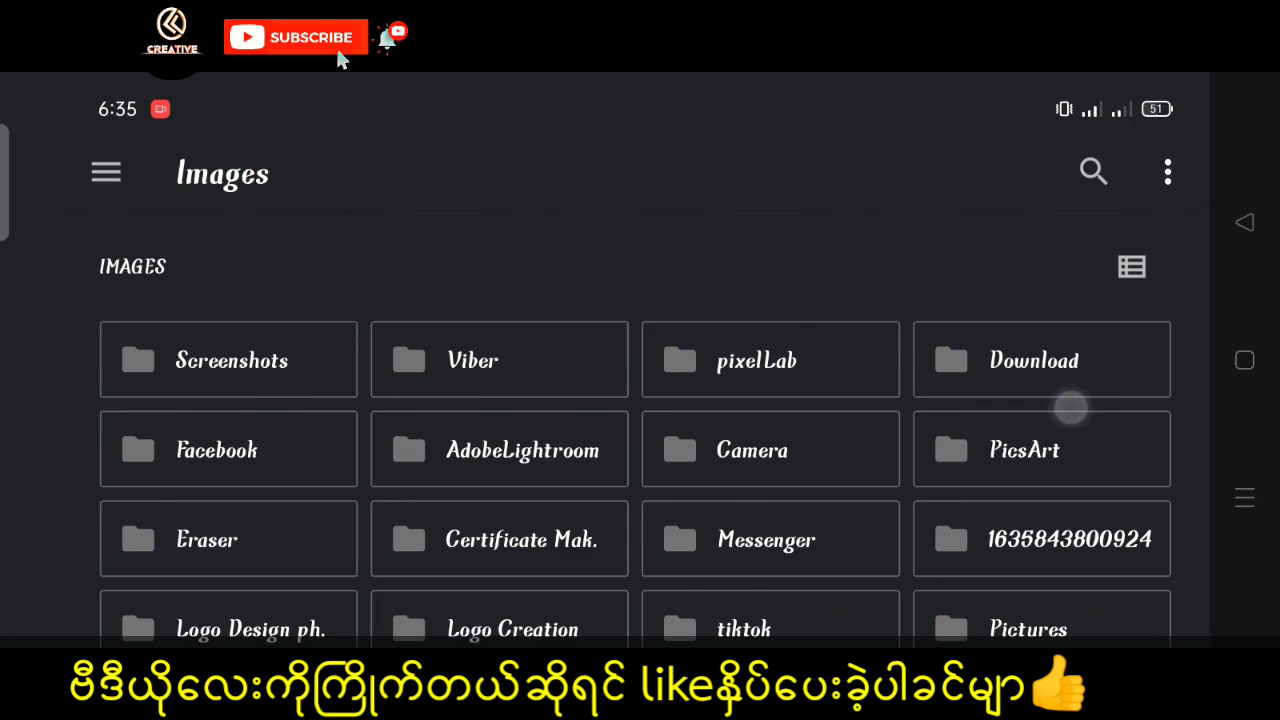 CREATIVE
SUBSCRIBE
6:35
51
Images
IMAGES
Screenshots
Viber
pixelLab
Download
Facebook
AdobeLightroom
Camera
PicsArt
Eraser
Certificate Mak.
Messenger
1635843800924
Logo Design ph.
Logo Creation
tiktok
Pictures
ဗီဒီယိုလေးကိုကြိုက်တယ်ဆိုရင် likeနှိပ်ပေးခဲ့ပါခင်မျာ👍